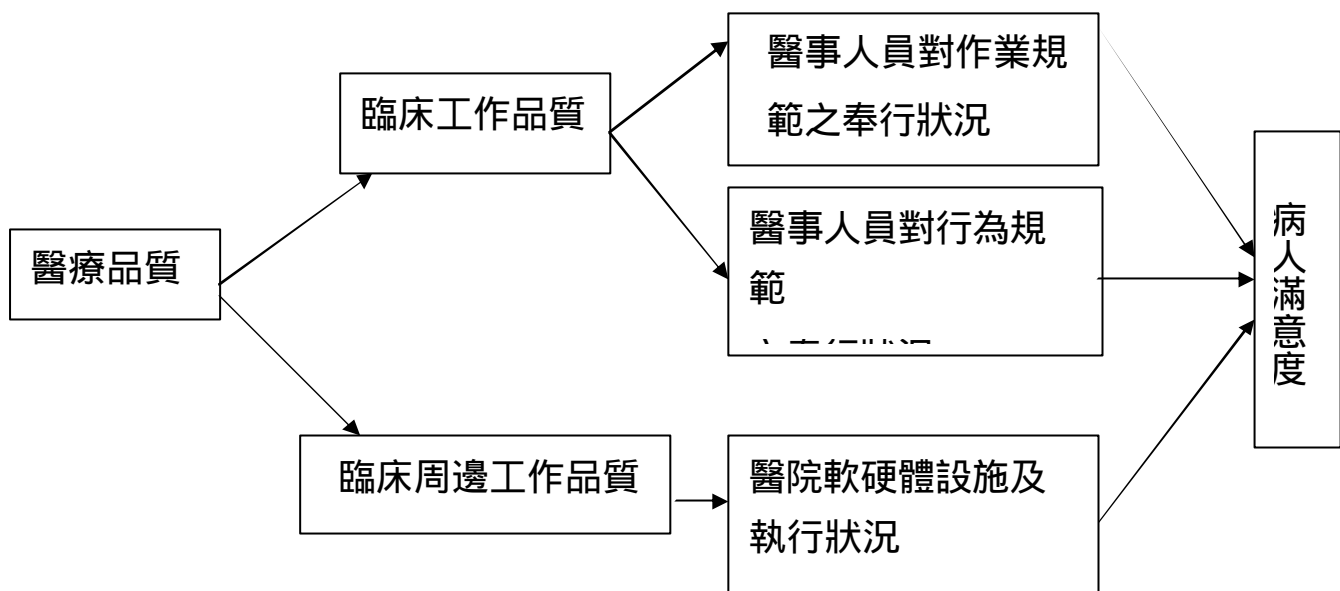 醫事人員對作業規
範之奉行狀況
臨床工作品質
醫事人員對行為規
範
醫療品質
病人滿意度
臨床周邊工作品質
醫院軟硬體設施及
執行狀況